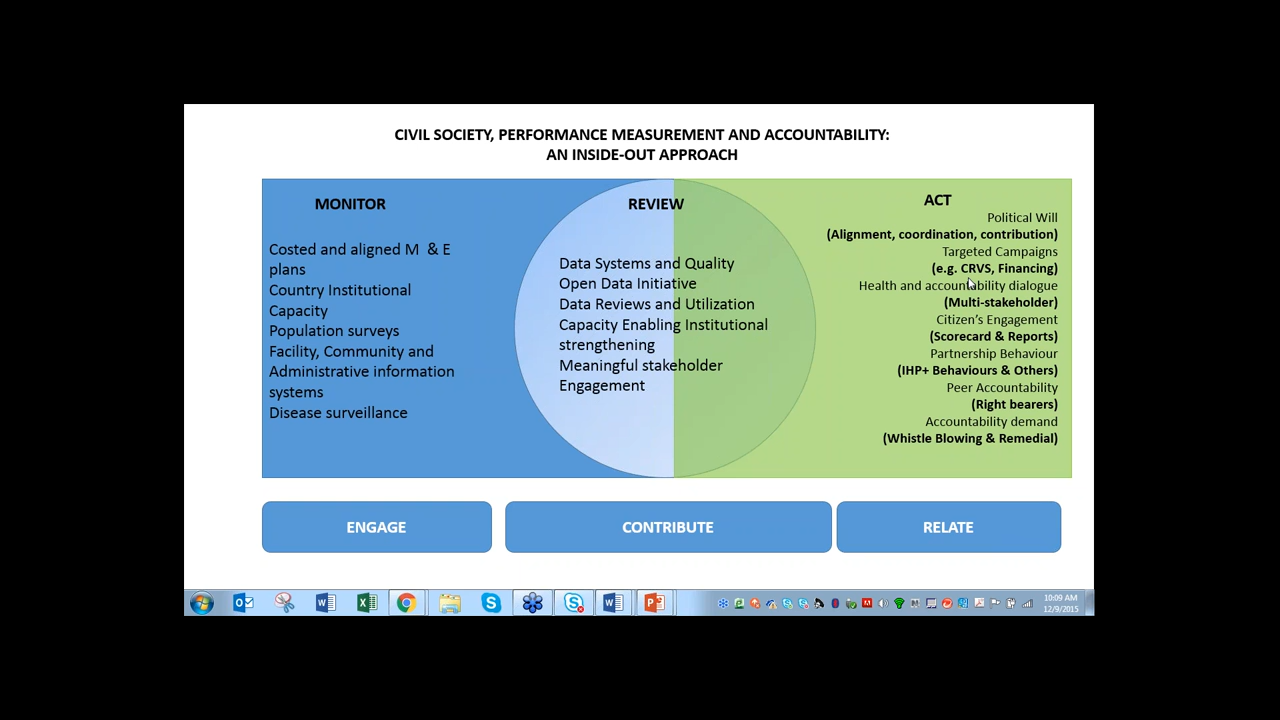 CIVIL SOCIETY, PERFORMANCE MEASUREMENT AND ACCOUNTABILITY:
AN INSIDE-OUT APPROACH
MONITOR
Costed and aligned M & E
plans
Country Institutional
Capacity
Population surveys
Facility, Community and
Administrative information
systems
Disease surveillance
REVIEW
Data Systems and Quality
Open Data Initiative
Data Reviews and Utilization
Capacity Enabling Institutional
strengthening
Meaningful stakeholder
Engagement
ACT
Political Will
(Alignment, coordination, contribution)
Targeted Campaigns
(e.g. CRVS, Financing)
Health and accountability dialogue
(Multi-stakeholder)
Citizen’s Engagement
(Scorecard & Reports)
Partnership Behaviour
(IHP+ Behaviours & Others)
Peer Accountability
(Right bearers)
Accountability demand
(Whistle Blowing & Remedial)
ENGAGE
CONTRIBUTE
RELATE
10:09 AM
12/9/2015